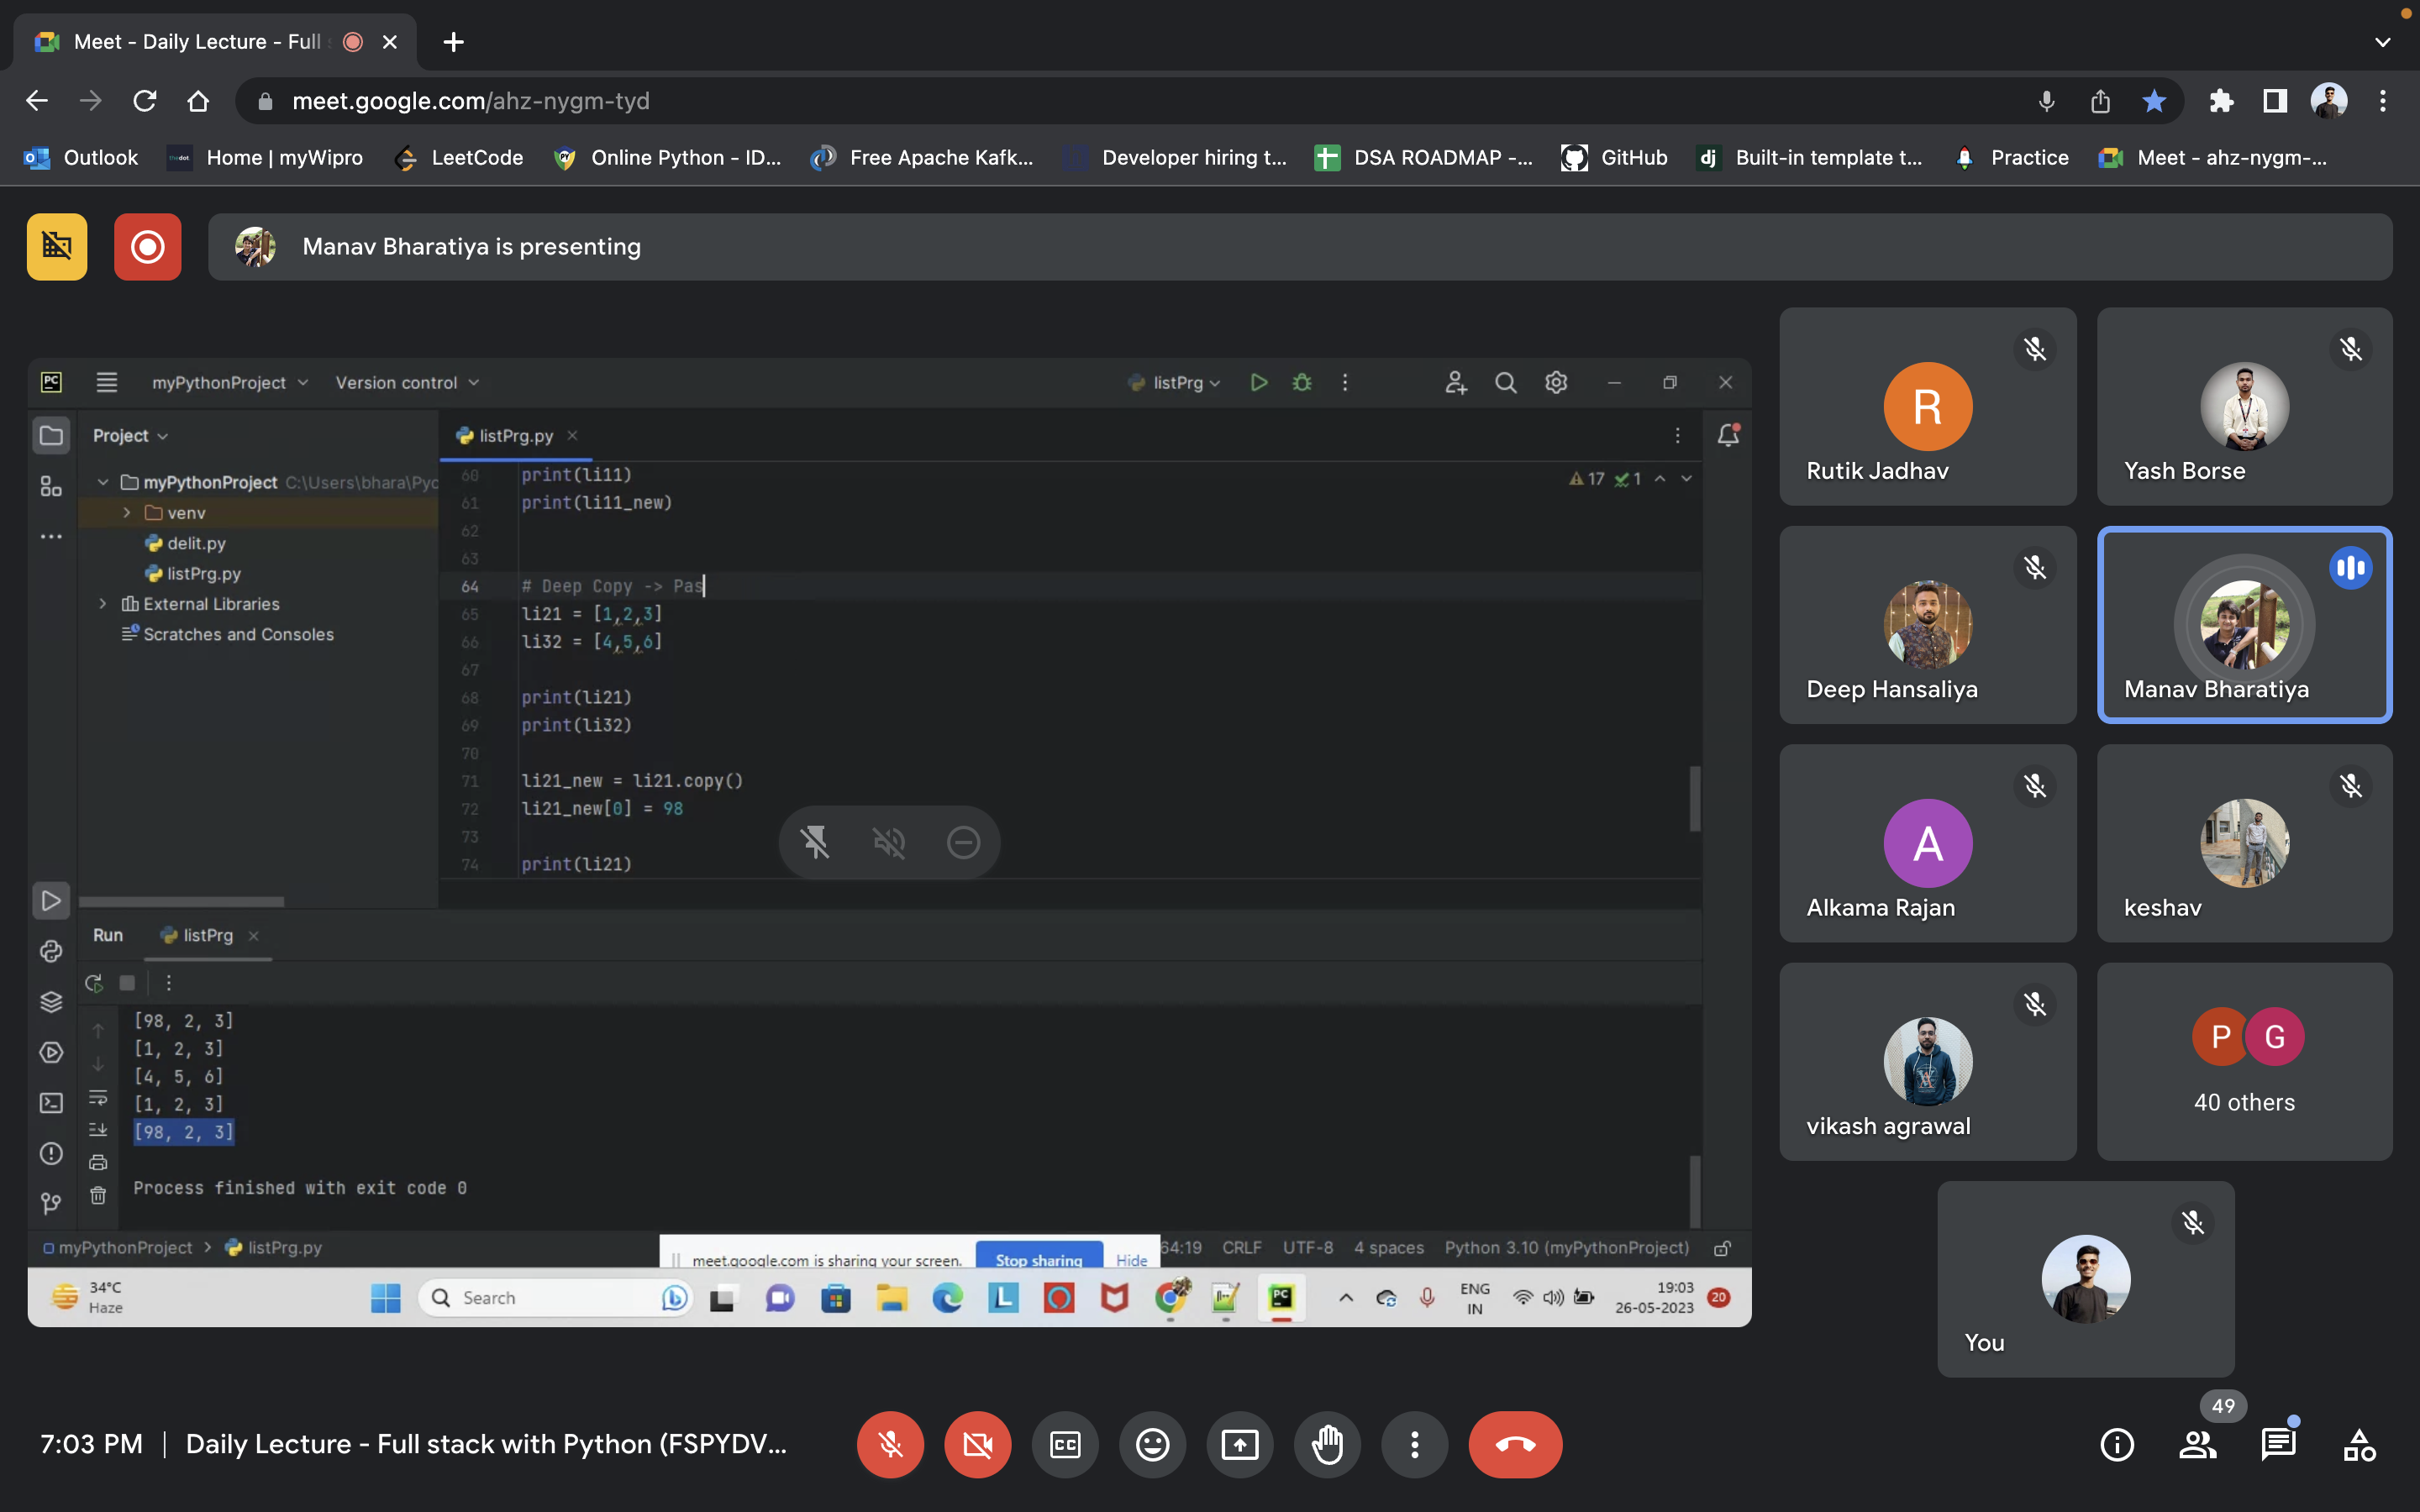 Meet - Daily Lecture - Full
meet.google.com/ahz-nygm-tyd
Outlook
Home | myWipro
LeetCode
Online Python - ID...
Free Apache Kafk...
Developer hiring t...
DSA ROADMAP -...
GitHub
dj Built-in template t...
Practice
Meet - ahz-nygm-...
Manav Bharatiya is presenting
PC myPythonProject Version control listPrg
Project
listPrg.py
myPythonProject C:\Users\bhara\Pyc
venv
delit.py
listPrg.py
External Libraries
Scratches and Consoles
17 1
60 print(li11)
61 print(li11_new)
62
63
64 # Deep Copy -> Pas
65 li21 = [1,2,3]
66 li32 = [4,5,6]
67
68 print(li21)
69 print(li32)
70
71 li21_new = li21.copy()
72 li21_new[0] = 98
73
74 print(li21)
Run listPrg
[98, 2, 3]
[1, 2, 3]
[4, 5, 6]
[1, 2, 3]
[98, 2, 3]
Process finished with exit code 0
myPythonProject > listPrg.py
meet.google.com is sharing your screen. Stop sharing Hide
64:19 CRLF UTF-8 4 spaces Python 3.10 (myPythonProject)
34°C
Haze
Search
L
PC
ENG
IN
19:03
26-05-2023
20
R
Rutik Jadhav
Yash Borse
Deep Hansaliya
Manav Bharatiya
A
Alkama Rajan
keshav
vikash agrawal
P G
40 others
You
7:03 PM | Daily Lecture - Full stack with Python (FSPYDV...
CC
49